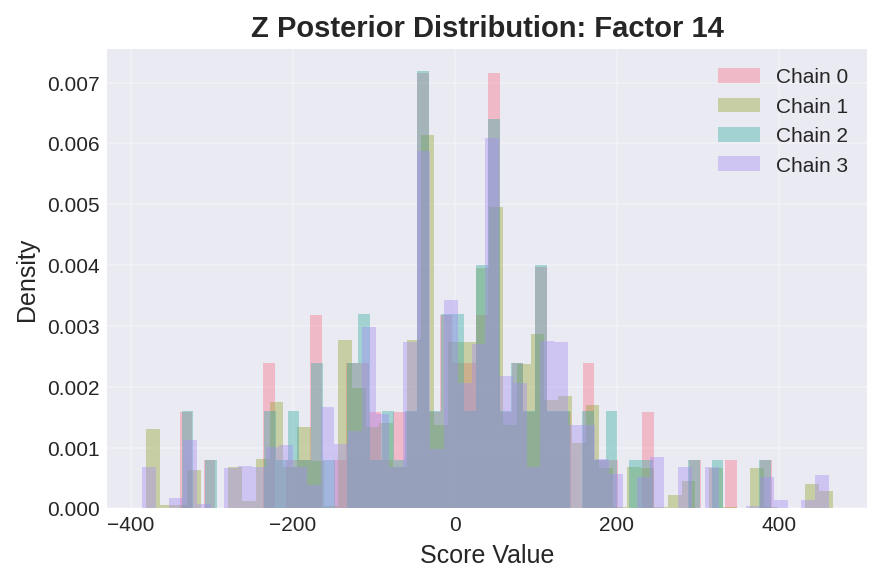 Z Posterior Distribution: Factor 14
Chain 0
Chain 1
Chain 2
Chain 3
0.007
0.006
0.005
0.004
0.003
0.002
0.001
0.000
Density
−400
−200
0
200
400
Score Value